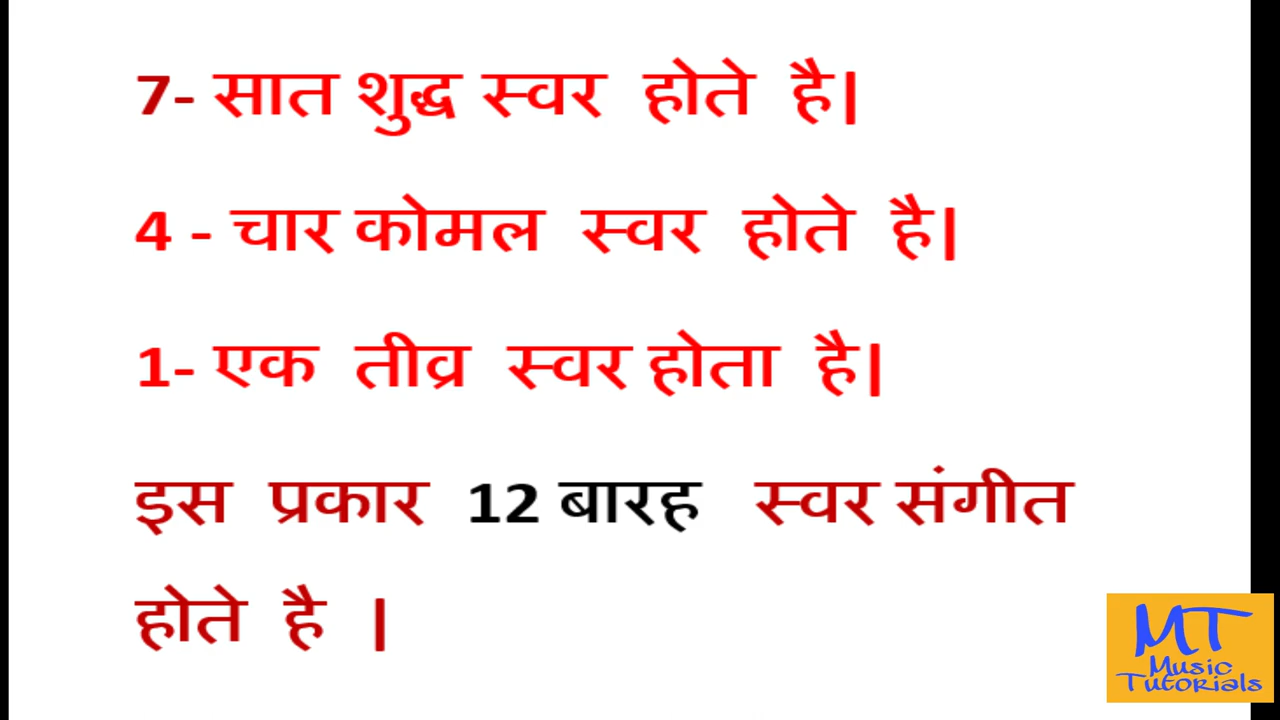 7- सात शुद्ध स्वर होते है|
4 - चार कोमल स्वर होते है|
1- एक तीव्र स्वर होता है|
इस प्रकार 12 बारह स्वर संगीत
होते है |
MT
Music
Tutorials